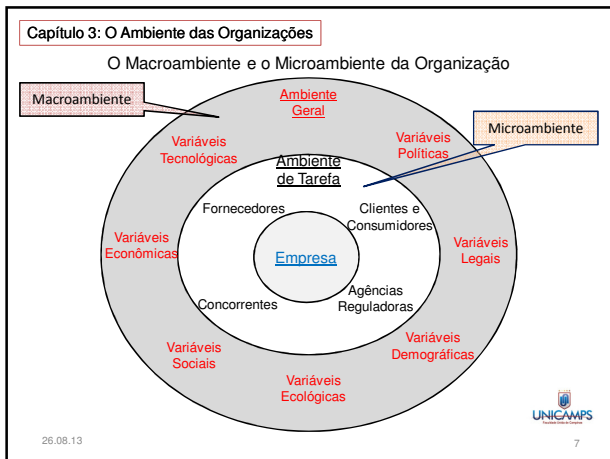 Capítulo 3: O Ambiente das Organizações
O Macroambiente e o Microambiente da Organização
Macroambiente
Ambiente
Geral
Microambiente
Variáveis
Tecnológicas
Variáveis
Políticas
Ambiente
de Tarefa
Fornecedores
Clientes e
Consumidores
Variáveis
Econômicas
Empresa
Variáveis
Legais
Concorrentes
Agências
Reguladoras
Variáveis
Sociais
Variáveis
Demográficas
Variáveis
Ecológicas
UNICAMPS
26.08.13
7